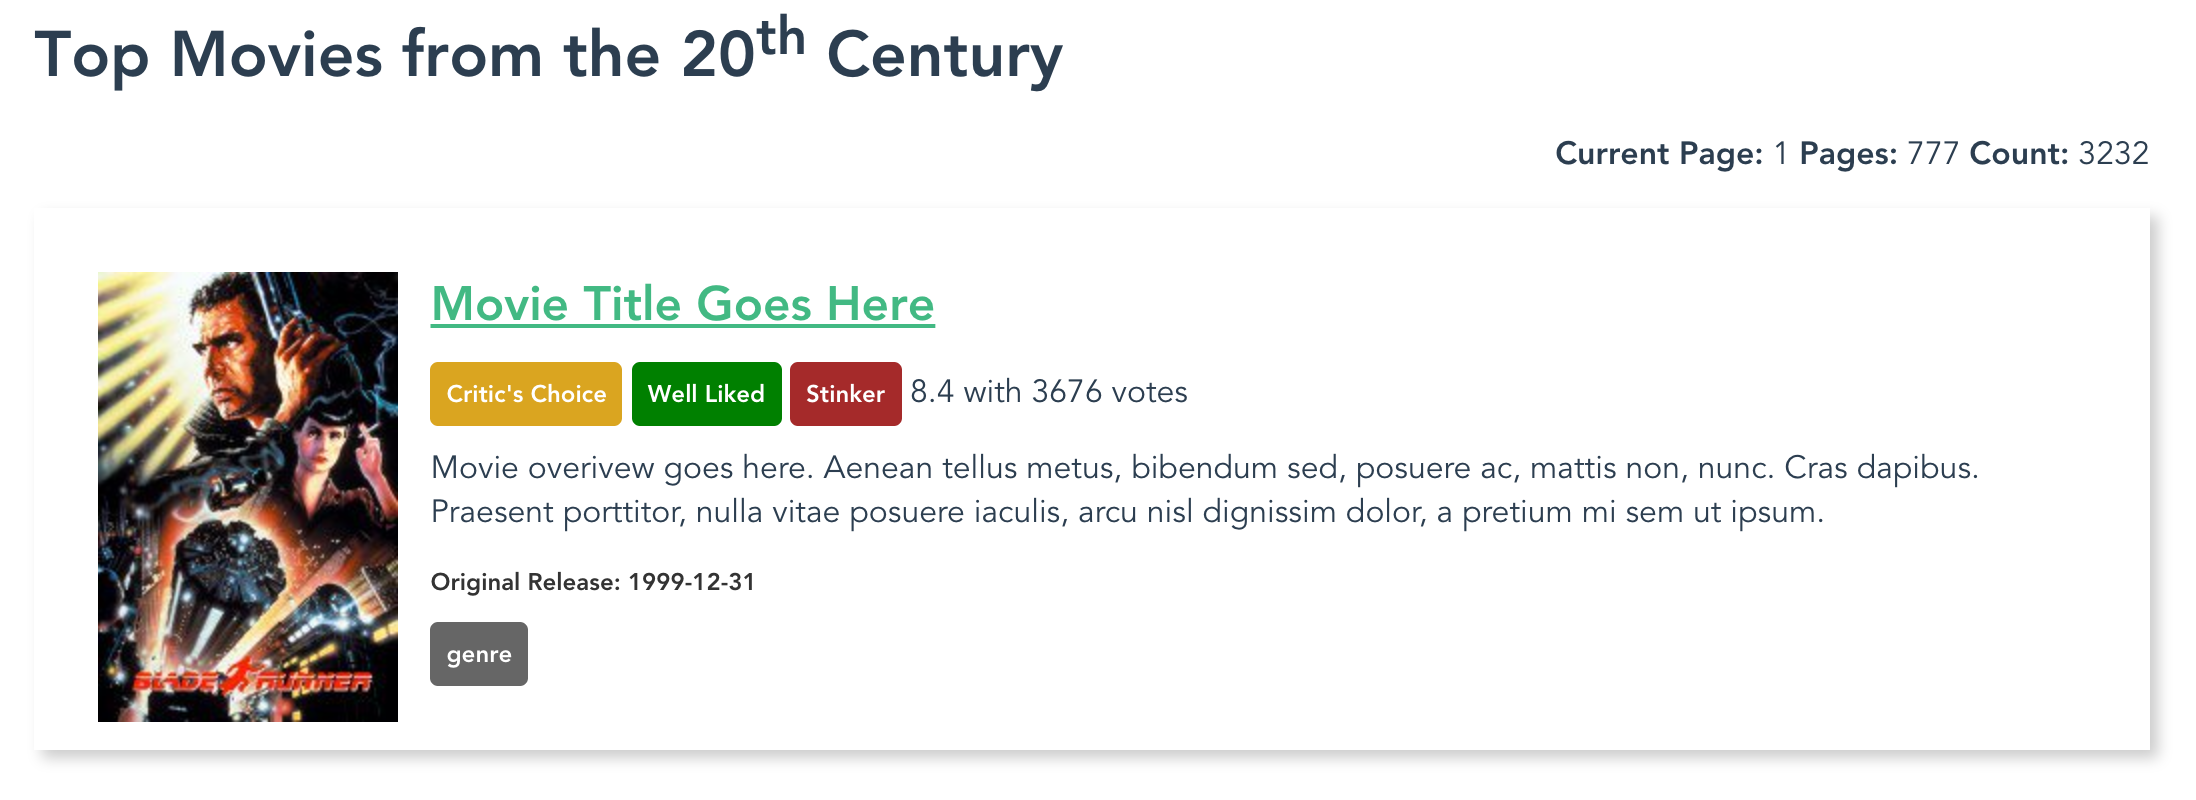 Top Movies from the 20th Century
Current Page: 1 Pages: 777 Count: 3232
Movie Title Goes Here
Critic's Choice Well Liked Stinker 8.4 with 3676 votes
Movie overivew goes here. Aenean tellus metus, bibendum sed, posuere ac, mattis non, nunc. Cras dapibus.
Praesent porttitor, nulla vitae posuere iaculis, arcu nisl dignissim dolor, a pretium mi sem ut ipsum.
Original Release: 1999-12-31
genre
BLADE RUNNER